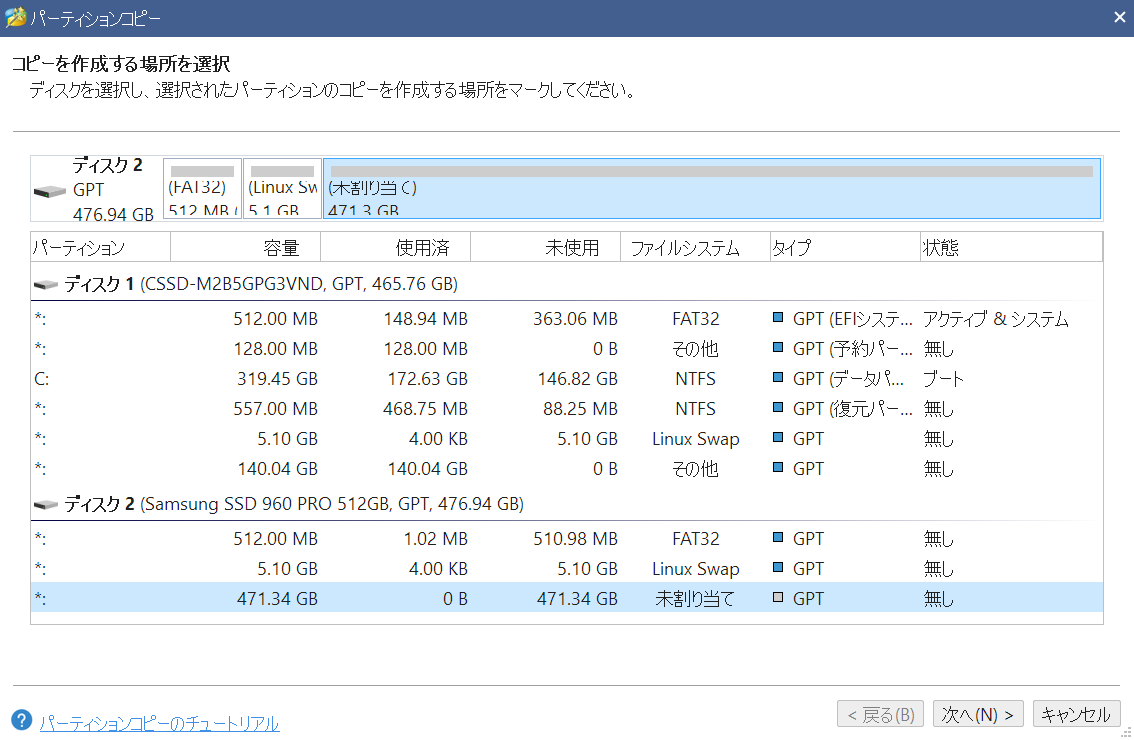 パーティションコピー
コピーを作成する場所を選択
ディスクを選択し、選択されたパーティションのコピーを作成する場所をマークしてください。
ディスク 2
GPT
476.94 GB
(FAT32)
512 MB (
(Linux Sw
5.1 GB
(未割り当て)
471.3 GB
パーティション 容量 使用済 未使用 ファイルシステム タイプ 状態
ディスク 1 (CSSD-M2B5GPG3VND, GPT, 465.76 GB)
*: 512.00 MB 148.94 MB 363.06 MB FAT32 GPT (EFIシステ... アクティブ & システム
*: 128.00 MB 128.00 MB 0 B その他 GPT (予約パー... 無し
C: 319.45 GB 172.63 GB 146.82 GB NTFS GPT (データパ... ブート
*: 557.00 MB 468.75 MB 88.25 MB NTFS GPT (復元パー... 無し
*: 5.10 GB 4.00 KB 5.10 GB Linux Swap GPT 無し
*: 140.04 GB 140.04 GB 0 B その他 GPT 無し
ディスク 2 (Samsung SSD 960 PRO 512GB, GPT, 476.94 GB)
*: 512.00 MB 1.02 MB 510.98 MB FAT32 GPT 無し
*: 5.10 GB 4.00 KB 5.10 GB Linux Swap GPT 無し
*: 471.34 GB 0 B 471.34 GB 未割り当て GPT 無し
パーティションコピーのチュートリアル
< 戻る(B) 次へ(N) > キャンセル